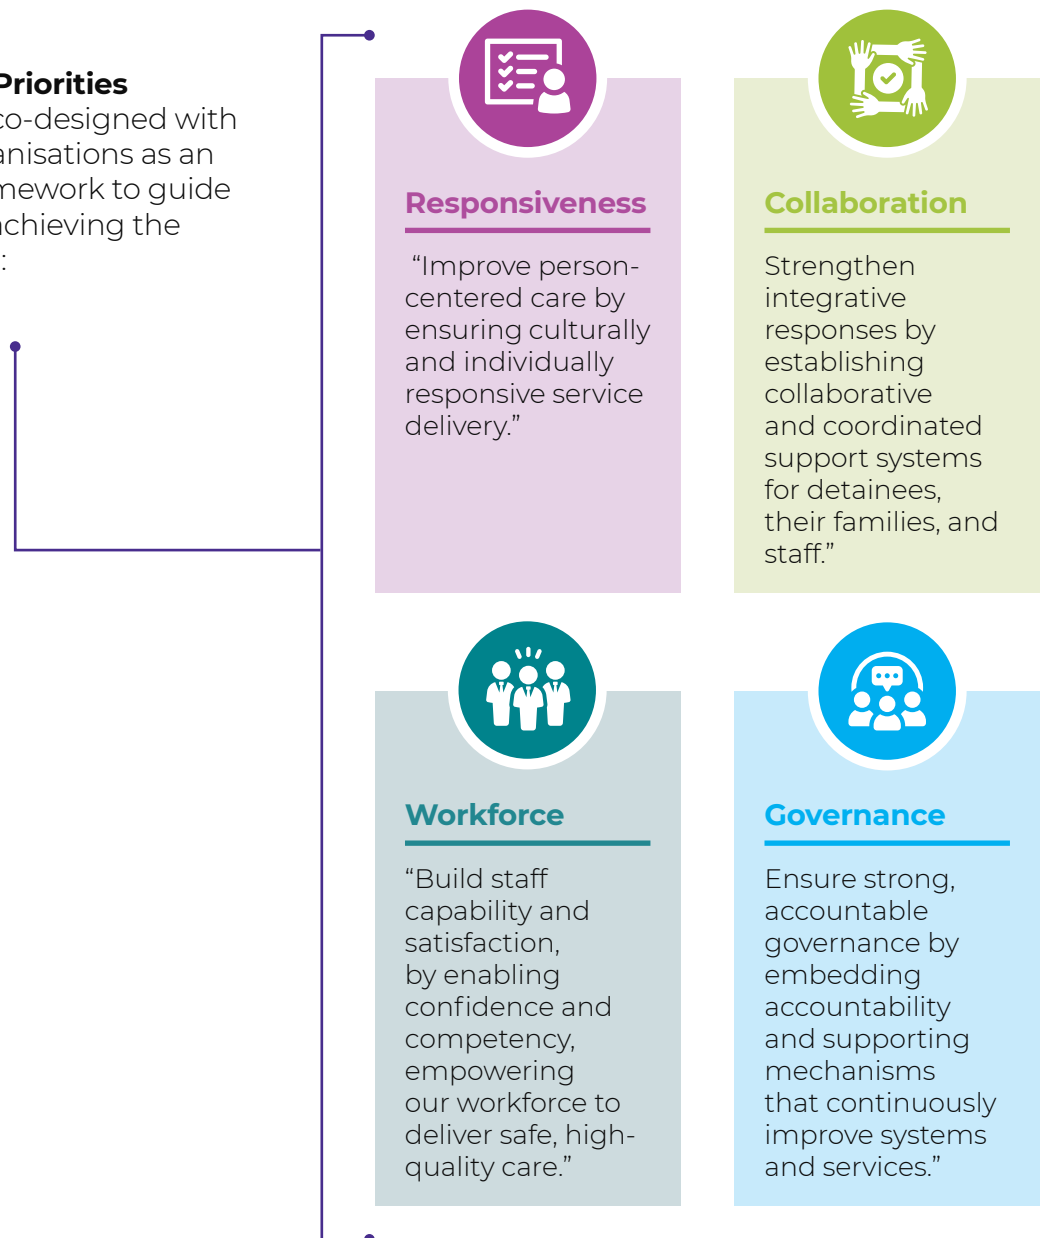 Priorities
co-designed with
anisations as an
mework to guide
achieving the
:
Responsiveness
“Improve person-
centered care by
ensuring culturally
and individually
responsive service
delivery.”
Collaboration
Strengthen
integrative
responses by
establishing
collaborative
and coordinated
support systems
for detainees,
their families, and
staff.”
Workforce
“Build staff
capability and
satisfaction,
by enabling
confidence and
competency,
empowering
our workforce to
deliver safe, high-
quality care.”
Governance
Ensure strong,
accountable
governance by
embedding
accountability
and supporting
mechanisms
that continuously
improve systems
and services.”